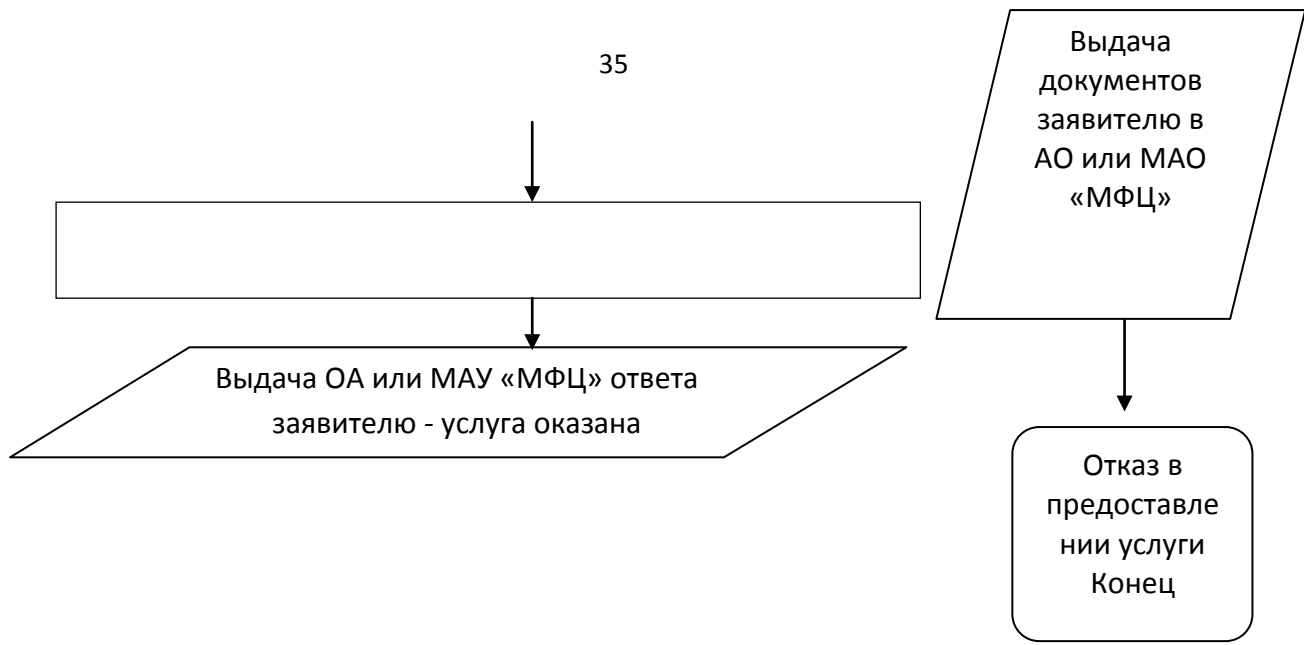 35
Выдача
документов
заявителю в
АО или МАО
«МФЦ»
Выдача ОА или МАУ «МФЦ» ответа
заявителю - услуга оказана
Отказ в
предоставле
нии услуги
Конец